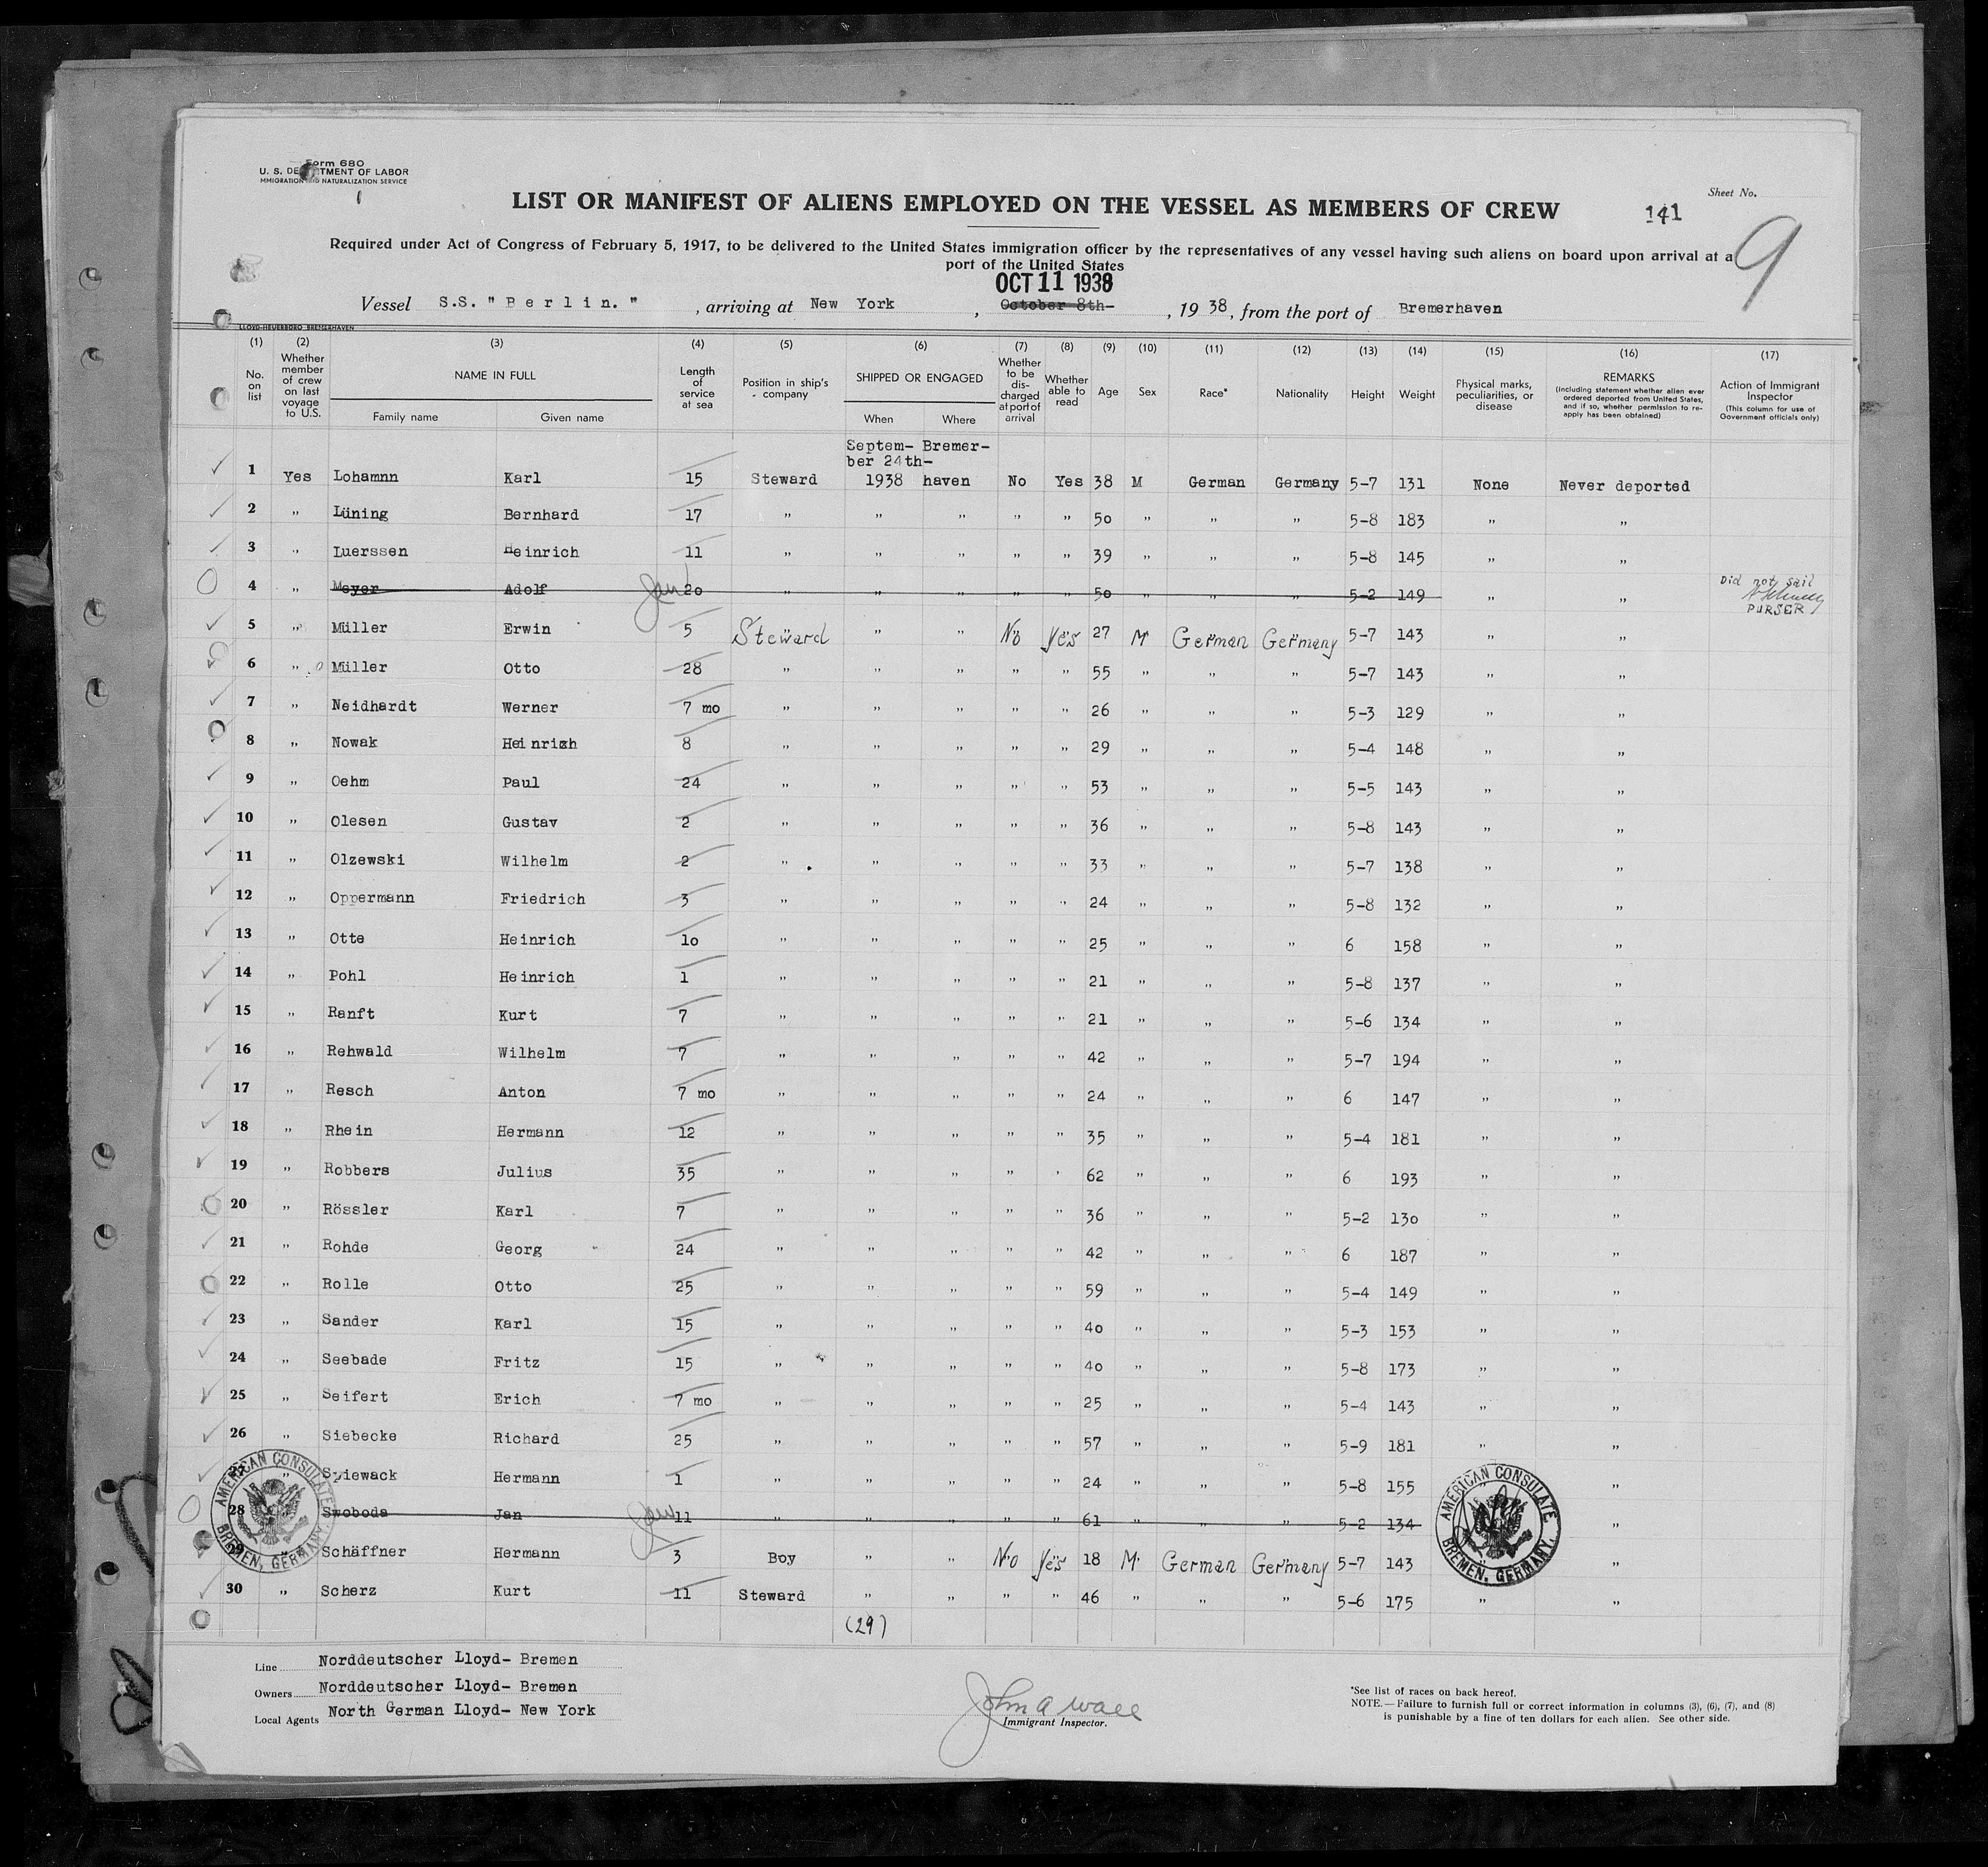 Form 680
U. S. DEPARTMENT OF LABOR
IMMIGRATION AND NATURALIZATION SERVICE
LIST OR MANIFEST OF ALIENS EMPLOYED ON THE VESSEL AS MEMBERS OF CREW
Sheet No.
141
9
Required under Act of Congress of February 5, 1917, to be delivered to the United States immigration officer by the representatives of any vessel having such aliens on board upon arrival at a
port of the United States
OCT 11 1938
Vessel S.S. "Berlin." , arriving at New York , October 8th- , 1938, from the port of Bremerhaven
(1) (2) (3) (4) (5) (6) (7) (8) (9) (10) (11) (12) (13) (14) (15) (16) (17)
No. on list
Whether member of crew on last voyage to U.S.
NAME IN FULL
Family name Given name
Length of service at sea
Position in ship's company
SHIPPED OR ENGAGED
When Where
Whether to be discharged at port of arrival
Whether able to read
Age
Sex
Race*
Nationality
Height
Weight
Physical marks, peculiarities, or disease
REMARKS
(Including statement whether alien ever ordered deported from United States, and if so, whether permission to reapply has been obtained)
Action of Immigrant Inspector
(This column for use of Government officials only)
Septem- Bremer-
ber 24th-
1 Yes Lohamnn Karl 15 Steward 1938 haven No Yes 38 M German Germany 5-7 131 None Never deported
2 " Lüning Bernhard 17 " " " " " 50 " " " 5-8 183 " "
3 " Luerssen Heinrich 11 " " " " " 39 " " " 5-8 145 " "
4 " Meyer Adolf 20 " " " " " 50 " " " 5-2 149 " " Did not sail
PURSER
5 " Müller Erwin 5 Steward " " No Yes 27 M German Germany 5-7 143 " "
6 " Müller Otto 28 " " " " " 55 " " " 5-7 143 " "
7 " Neidhardt Werner 7 mo " " " " " 26 " " " 5-3 129 " "
8 " Nowak Heinrich 8 " " " " " 29 " " " 5-4 148 " "
9 " Oehm Paul 24 " " " " " 53 " " " 5-5 143 " "
10 " Olesen Gustav 2 " " " " " 36 " " " 5-8 143 " "
11 " Olzewski Wilhelm 2 " " " " " 33 " " " 5-7 138 " "
12 " Oppermann Friedrich 3 " " " " " 24 " " " 5-8 132 " "
13 " Otte Heinrich 10 " " " " " 25 " " " 6 158 " "
14 " Pohl Heinrich 1 " " " " " 21 " " " 5-8 137 " "
15 " Ranft Kurt 7 " " " " " 21 " " " 5-6 134 " "
16 " Rehwald Wilhelm 7 " " " " " 42 " " " 5-7 194 " "
17 " Resch Anton 7 mo " " " " " 24 " " " 6 147 " "
18 " Rhein Hermann 12 " " " " " 35 " " " 5-4 181 " "
19 " Robbers Julius 35 " " " " " 62 " " " 6 193 " "
20 " Rössler Karl 7 " " " " " 36 " " " 5-2 130 " "
21 " Rohde Georg 24 " " " " " 42 " " " 6 187 " "
22 " Rolle Otto 25 " " " " " 59 " " " 5-4 149 " "
23 " Sander Karl 15 " " " " " 40 " " " 5-3 153 " "
24 " Seebade Fritz 15 " " " " " 40 " " " 5-8 173 " "
25 " Seifert Erich 7 mo " " " " " 25 " " " 5-4 143 " "
26 " Siebecke Richard 25 " " " " " 57 " " " 5-9 181 " "
" Spiewack Hermann 1 " " " " " 24 " " " 5-8 155 "
28 Swoboda Jan 11 " " " " " 61 " " " 5-2 134 "
Schäffner Hermann 3 Boy " " No Yes 18 M German Germany 5-7 143 "
30 " Scherz Kurt 11 Steward " " " " 46 " " " 5-6 175 " "
(29)
AMERICAN CONSULATE BREMEN, GERMANY.
AMERICAN CONSULATE BREMEN, GERMANY.
Line Norddeutscher Lloyd- Bremen
Owners Norddeutscher Lloyd- Bremen
Local Agents North German Lloyd- New York
John A Wall
Immigrant Inspector.
*See list of races on back hereof.
NOTE.—Failure to furnish full or correct information in columns (3), (6), (7), and (8)
is punishable by a fine of ten dollars for each alien. See other side.